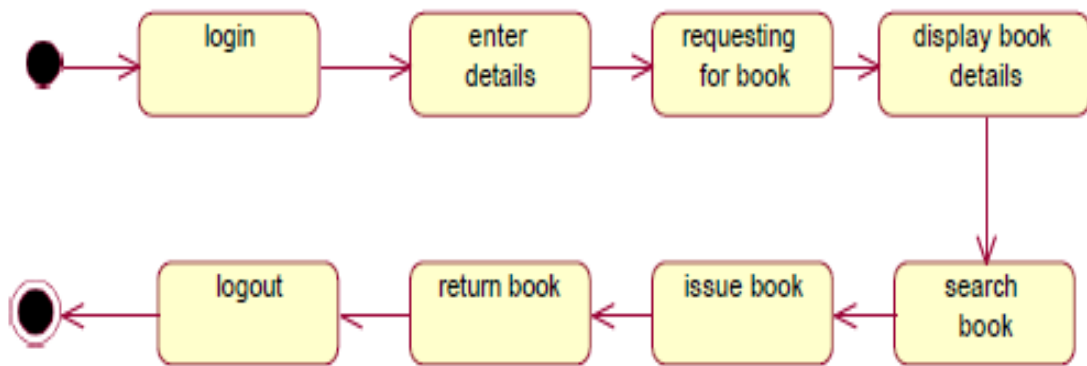 login
enter
details
requesting
for book
display book
details
logout
return book
issue book
search
book